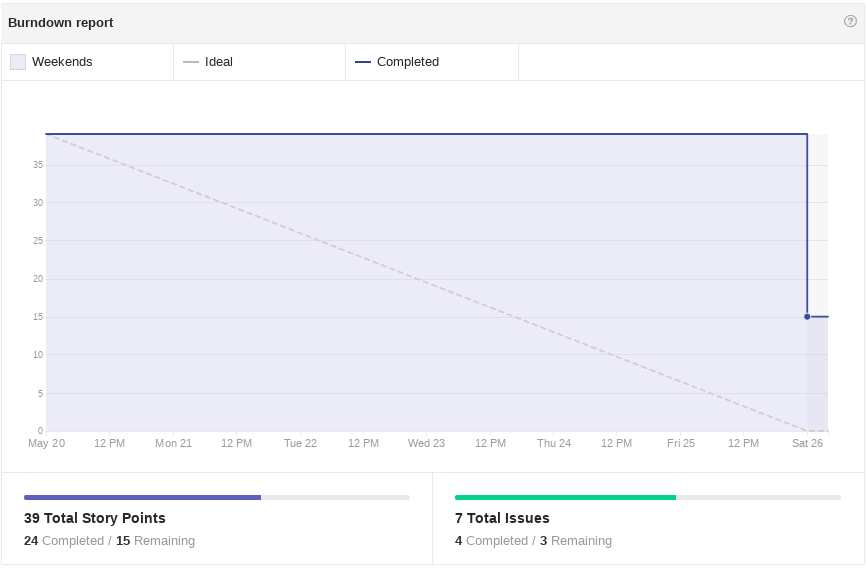 Burndown report
?
Weekends
Ideal
Completed
35
30
25
20
15
10
5
0
May 20
12 PM
Mon 21
12 PM
Tue 22
12 PM
Wed 23
12 PM
Thu 24
12 PM
Fri 25
12 PM
Sat 26
39 Total Story Points
24 Completed / 15 Remaining
7 Total Issues
4 Completed / 3 Remaining